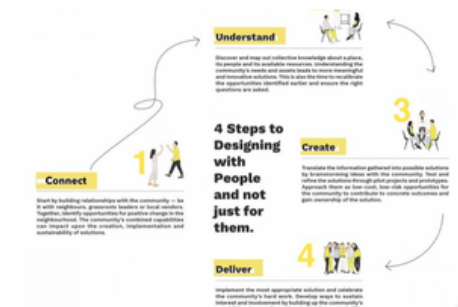 Understand
Discover and map out collective knowledge about a place,
its people and its available resources. Understanding the
community's needs and assets leads to more meaningful
and innovative solutions. This is also the time to recalibrate
the opportunities identified earlier and ensure the right
questions are asked.
1
Connect
Start by building relationships with the community — be
it with neighbours, grassroots leaders or local vendors.
Together, identify opportunities for positive change in the
neighbourhood. The community's combined capabilities
can impact upon the creation, implementation and
sustainability of solutions.
4 Steps to
Designing
with
People
and not
just for
them.
3
Create
Translate the information gathered into possible solutions
by brainstorming ideas with the community. Test and
refine the solutions through pilot projects and prototypes.
Approach them as low-cost, low-risk opportunities for
the community to contribute to concrete outcomes and
gain ownership of the solution.
4
Deliver
Implement the most appropriate solution and celebrate
the community's hard work. Develop ways to sustain
interest and involvement by building up the community's